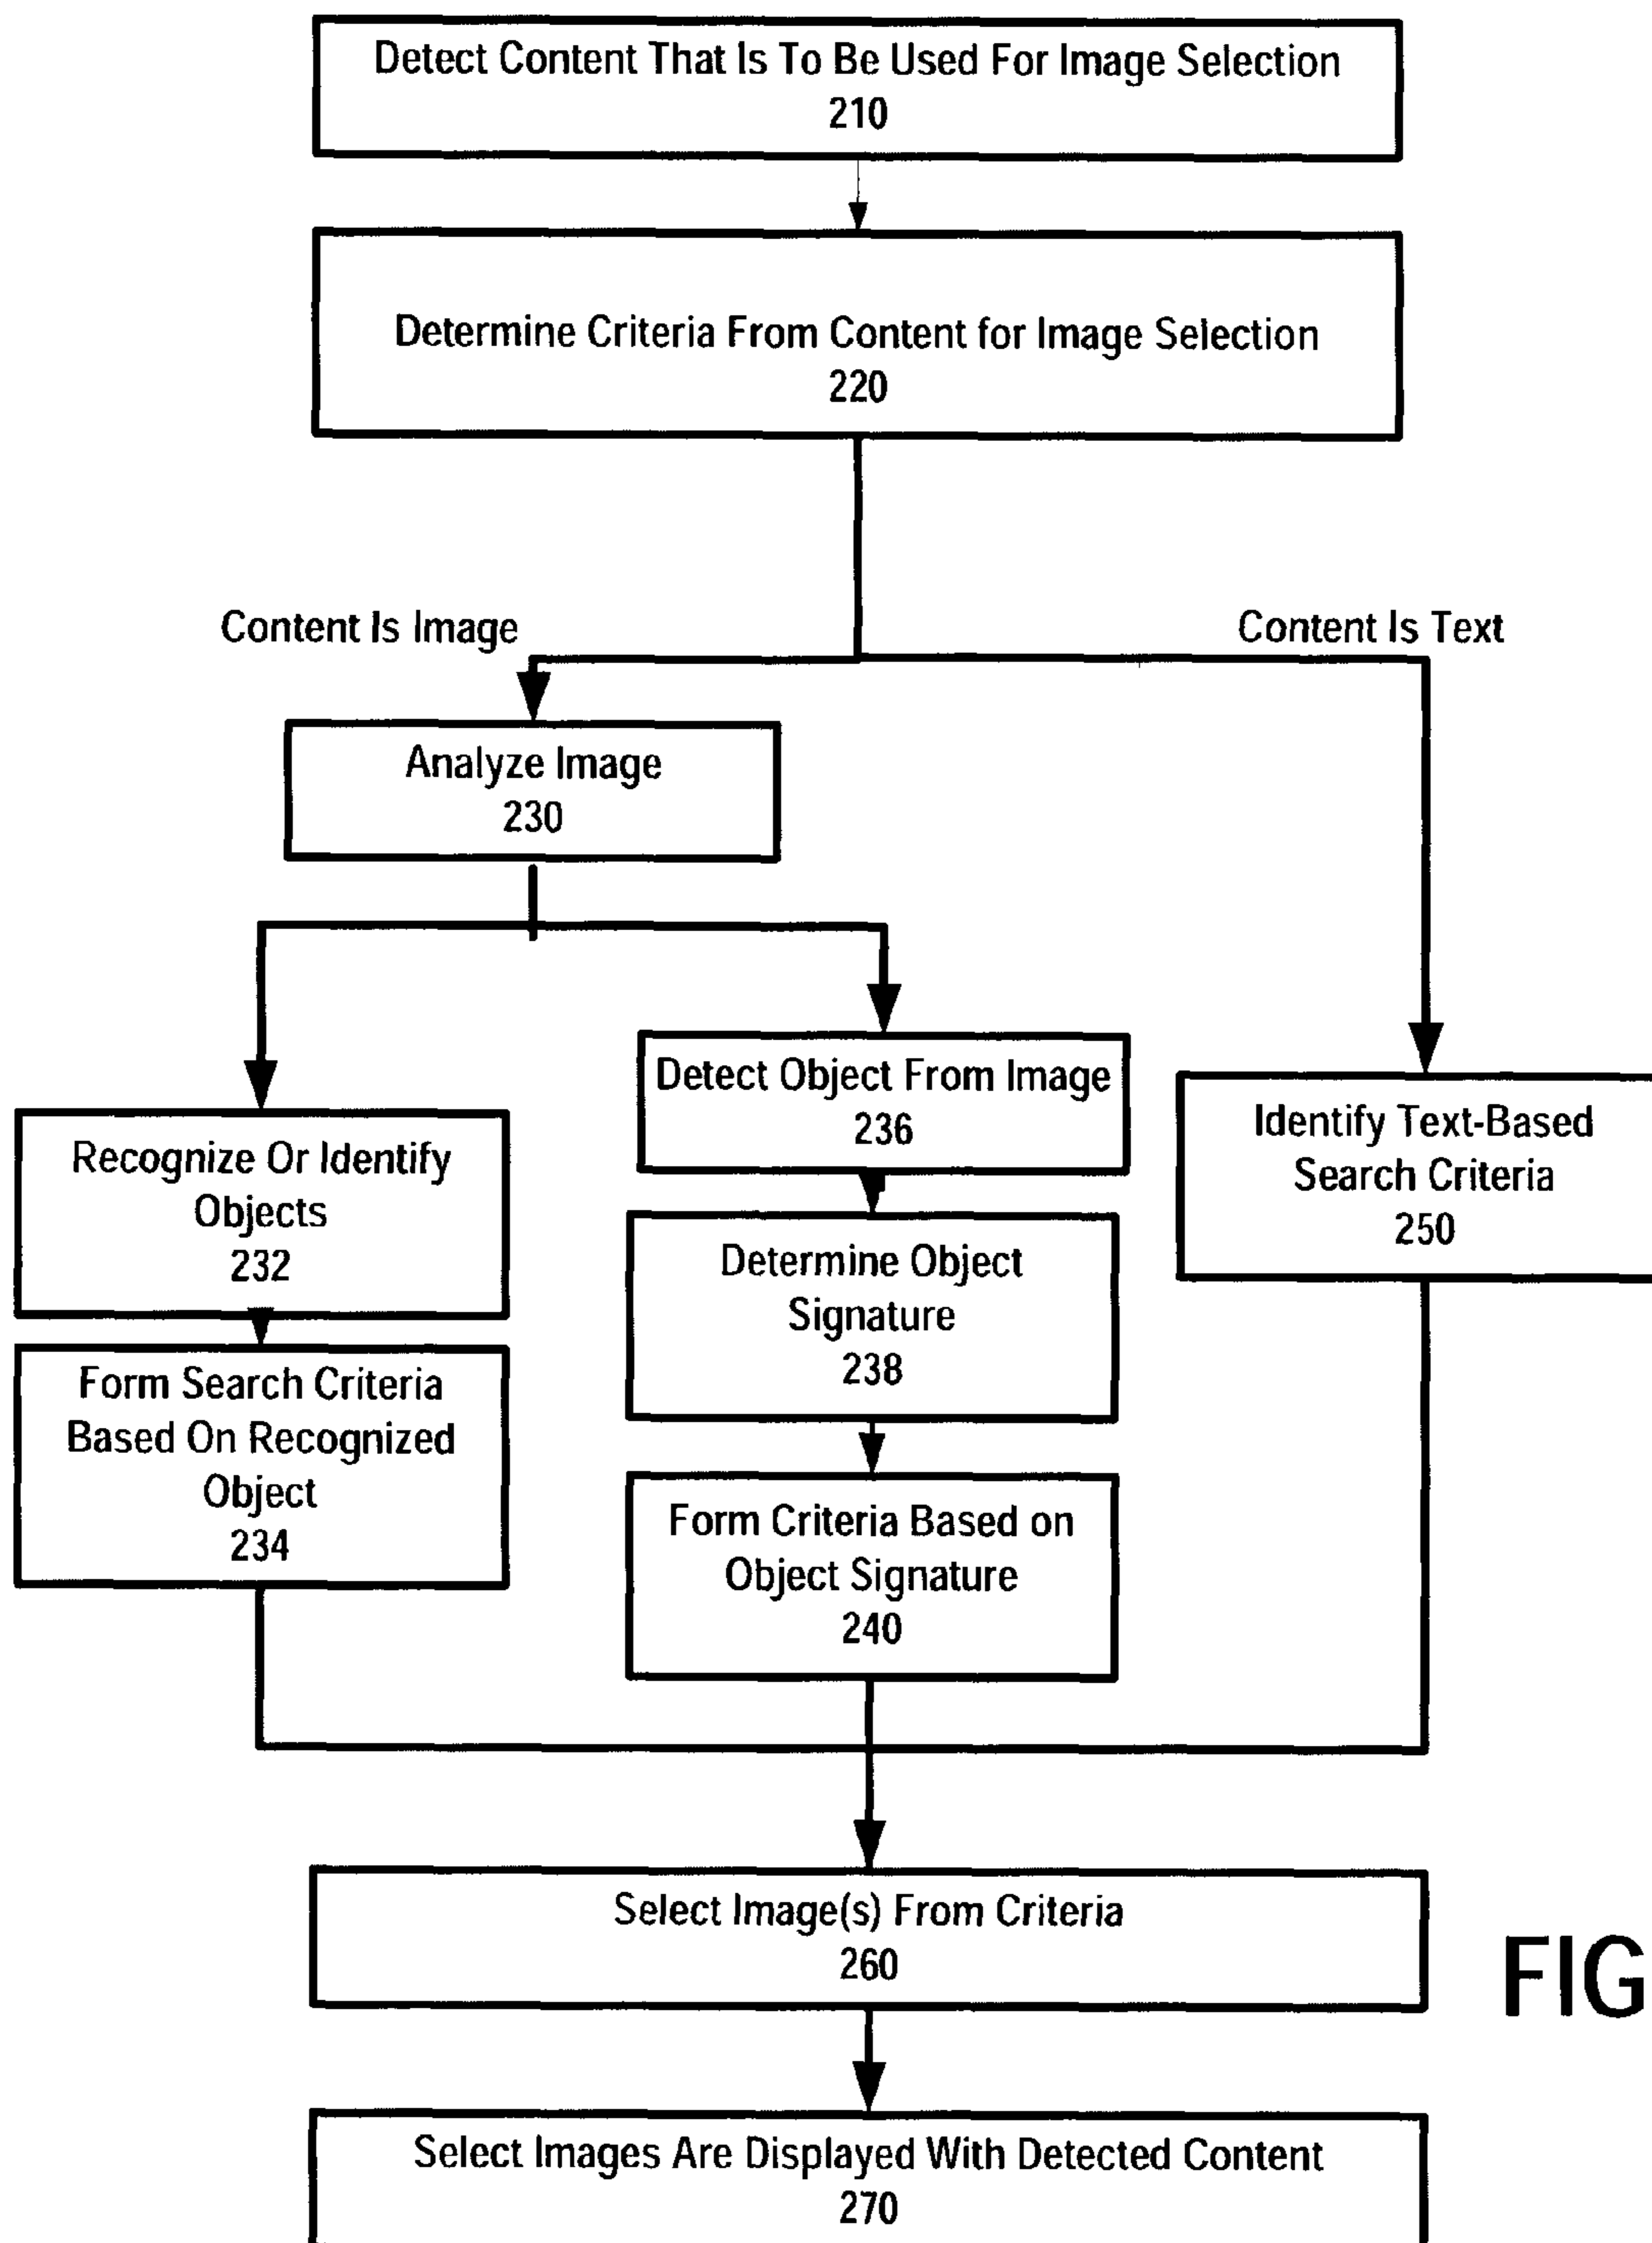 Detect Content That Is To Be Used For Image Selection
210
Determine Criteria From Content for Image Selection
220
Content Is Image
Content Is Text
Analyze Image
230
Detect Object From Image
236
Identify Text-Based
Search Criteria
250
Recognize Or Identify
Objects
232
Determine Object
Signature
238
Form Search Criteria
Based On Recognized
Object
234
Form Criteria Based on
Object Signature
240
Select Image(s) From Criteria
260
FIG
Select Images Are Displayed With Detected Content
270